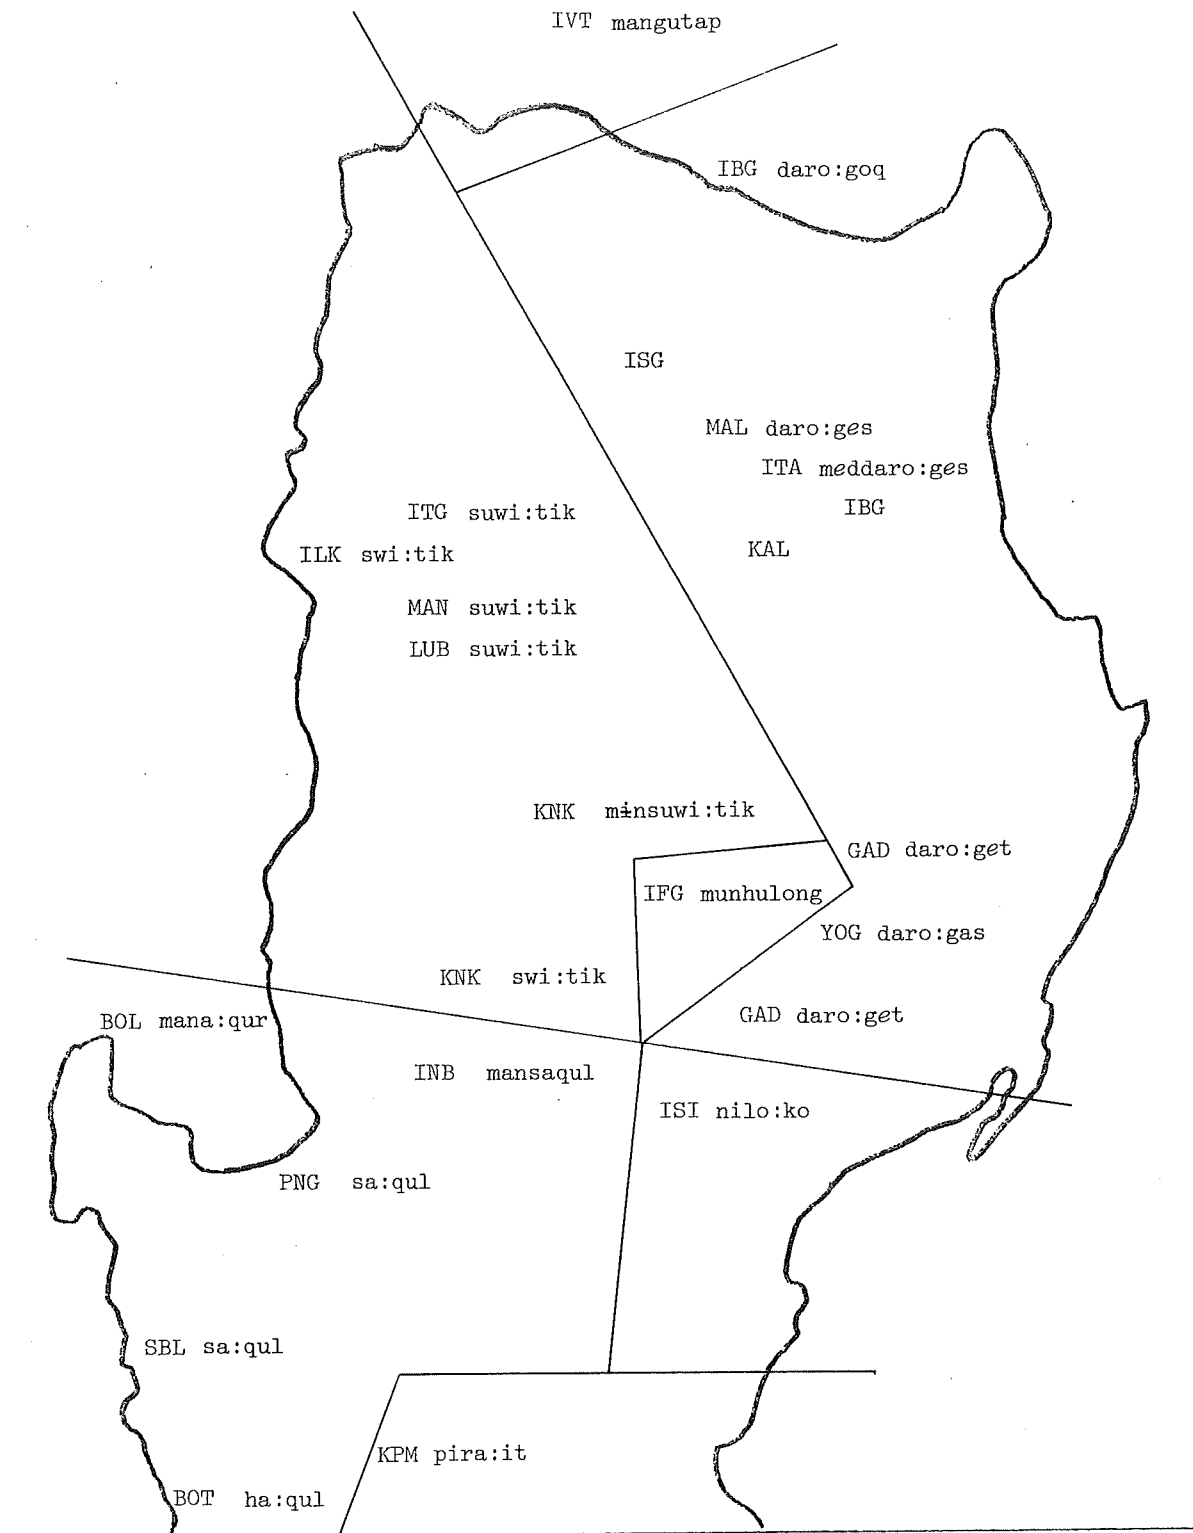 IVT mangutap
IBG daro:goq
ISG
MAL daro:ges
ITA meddaro:ges
IBG
ITG suwi:tik
KAL
ILK swi:tik
MAN suwi:tik
LUB suwi:tik
KNK mɨnsuwi:tik
GAD daro:get
IFG munhulong
YOG daro:gas
KNK swi:tik
GAD daro:get
BOL mana:qur
INB mansaqul
ISI nilo:ko
PNG sa:qul
SBL sa:qul
KPM pira:it
BOT ha:qul